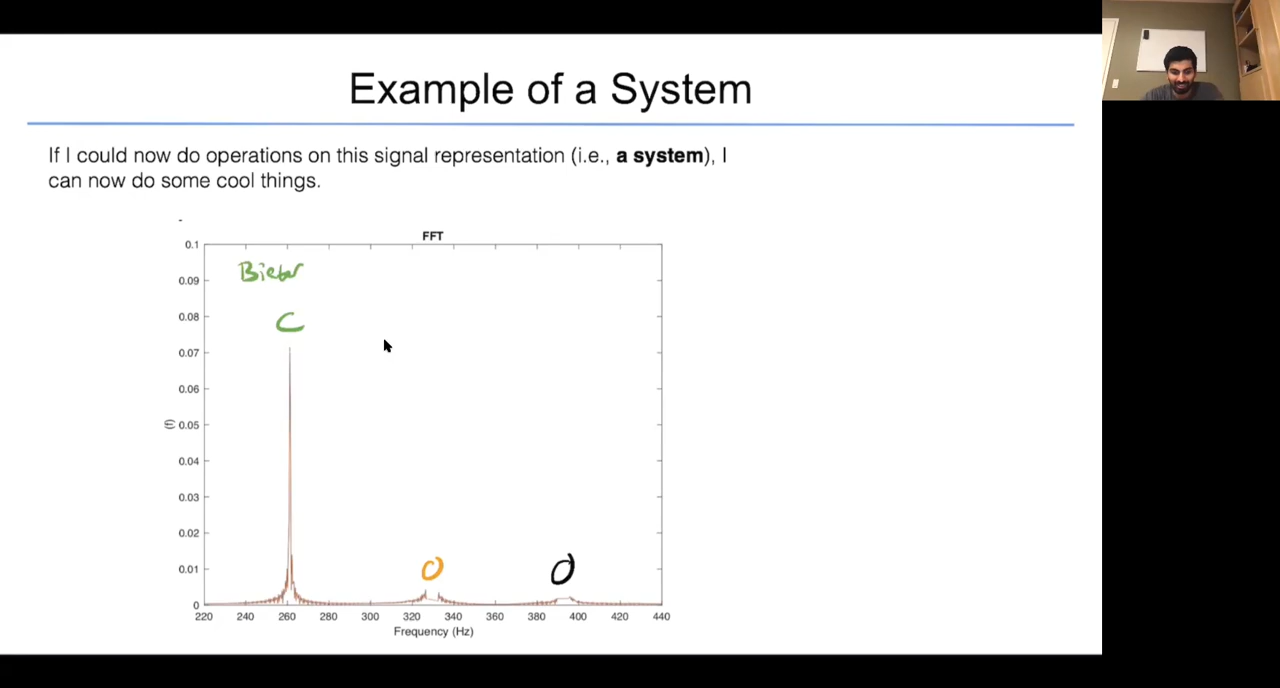 Example of a System
If I could now do operations on this signal representation (i.e., a system), I
can now do some cool things.
FFT
0.1
0.09
0.08
0.07
0.06
0.05
0.04
0.03
0.02
0.01
0
Bieber
C
0
0
220 240 260 280 300 320 340 360 380 400 420 440
Frequency (Hz)